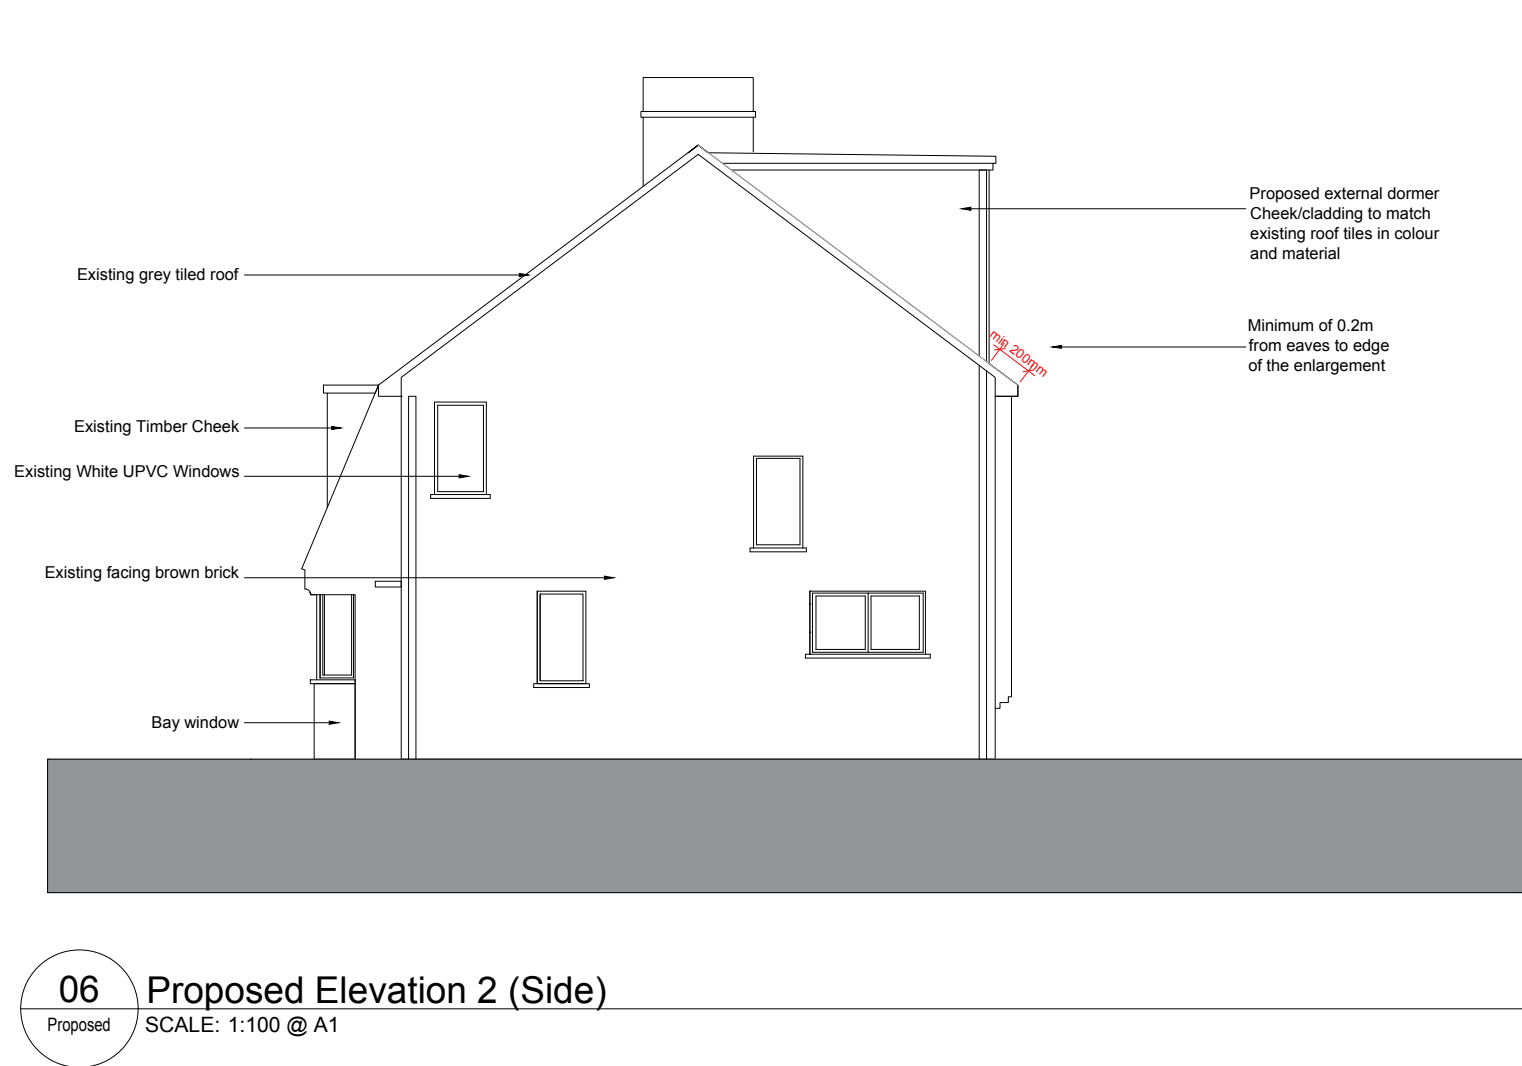 Proposed external dormer
Cheek/cladding to match
existing roof tiles in colour
and material
Existing grey tiled roof
Minimum of 0.2m
from eaves to edge
of the enlargement
min 200mm
Existing Timber Cheek
Existing White UPVC Windows
Existing facing brown brick
Bay window
06
Proposed
Proposed Elevation 2 (Side)
SCALE: 1:100 @ A1